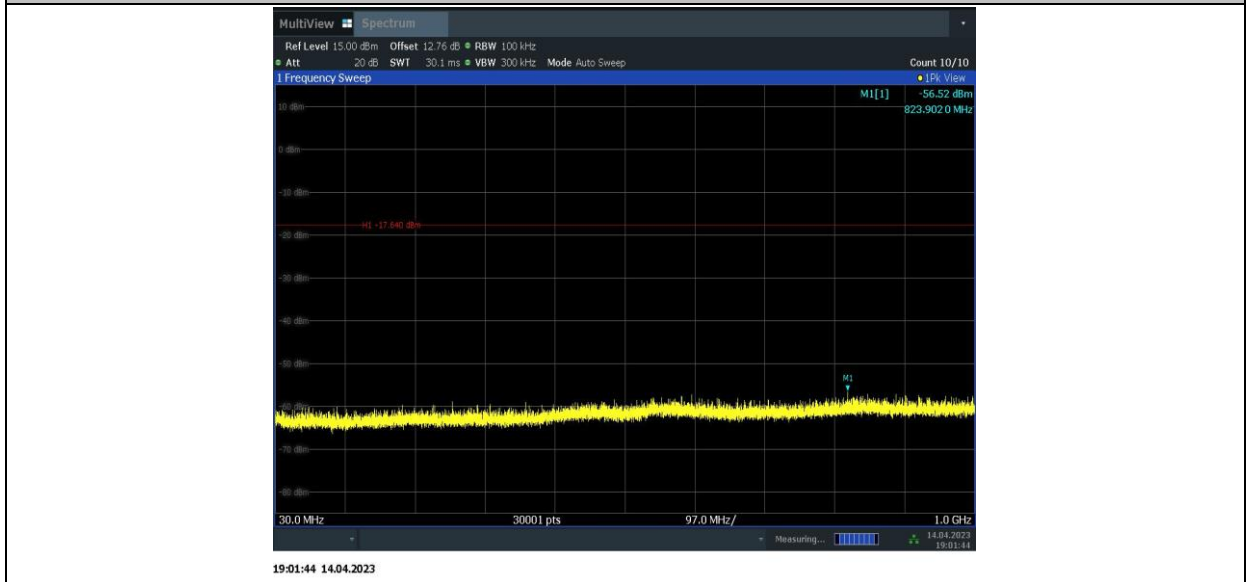 MultiView Spectrum
Ref Level 15.00 dBm Offset 12.76 dB RBW 100 kHz
Att 20 dB SWT 30.1 ms VBW 300 kHz Mode Auto Sweep Count 10/10
1 Frequency Sweep 1Pk View
M1[1] -56.52 dBm
823.902 0 MHz
10 dBm
0 dBm
-10 dBm
H1 -17.640 dBm
-20 dBm
-30 dBm
-40 dBm
-50 dBm
M1
-60 dBm
-70 dBm
-80 dBm
30.0 MHz 30001 pts 97.0 MHz/ 1.0 GHz
Measuring... 14.04.2023
19:01:44
19:01:44 14.04.2023